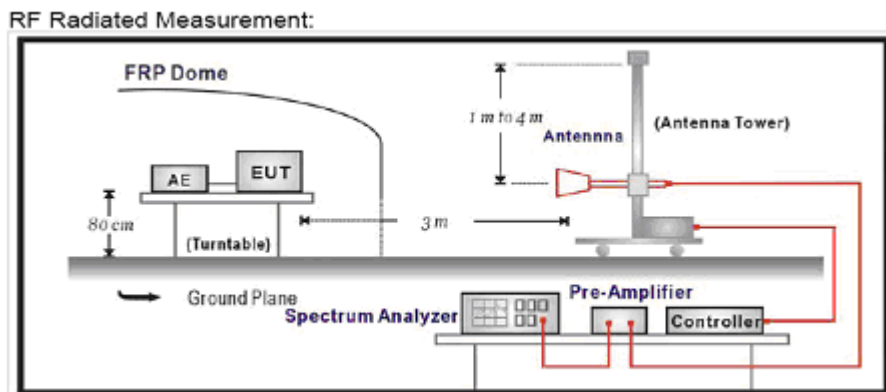 RF Radiated Measurement:
FRP Dome
1 m to 4 m
Antennna
(Antenna Tower)
AE
EUT
80 cm
(Turntable)
3 m
Ground Plane
Spectrum Analyzer
Pre-Amplifier
Controller